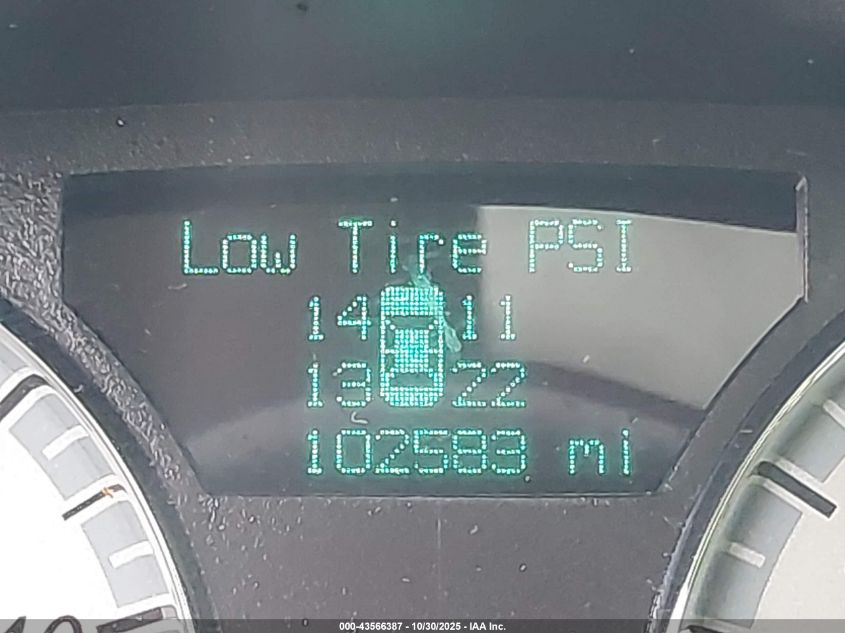 Low Tire PSI
14 11
13 22
102583 mi
000-43566387 - 10/30/2025 - IAA Inc.